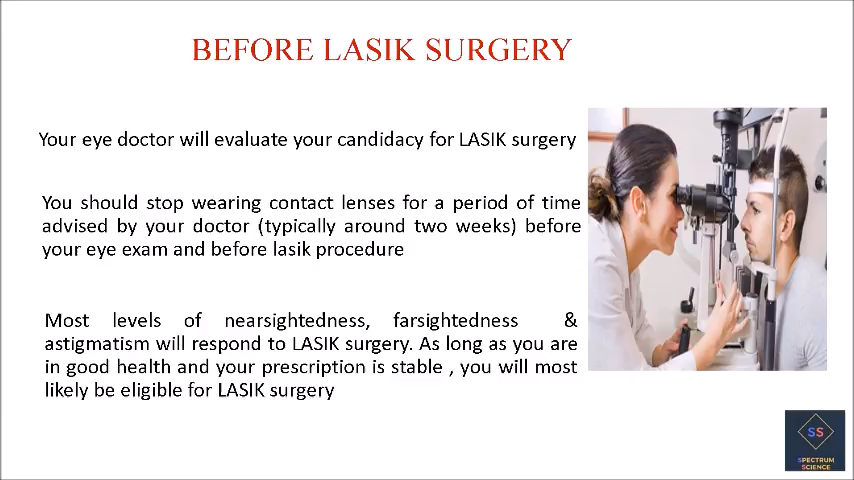 BEFORE LASIK SURGERY
Your eye doctor will evaluate your candidacy for LASIK surgery
You should stop wearing contact lenses for a period of time
advised by your doctor (typically around two weeks) before
your eye exam and before lasik procedure
Most levels of nearsightedness, farsightedness &
astigmatism will respond to LASIK surgery. As long as you are
in good health and your prescription is stable , you will most
likely be eligible for LASIK surgery
SS
SPECTRUM
SCIENCE